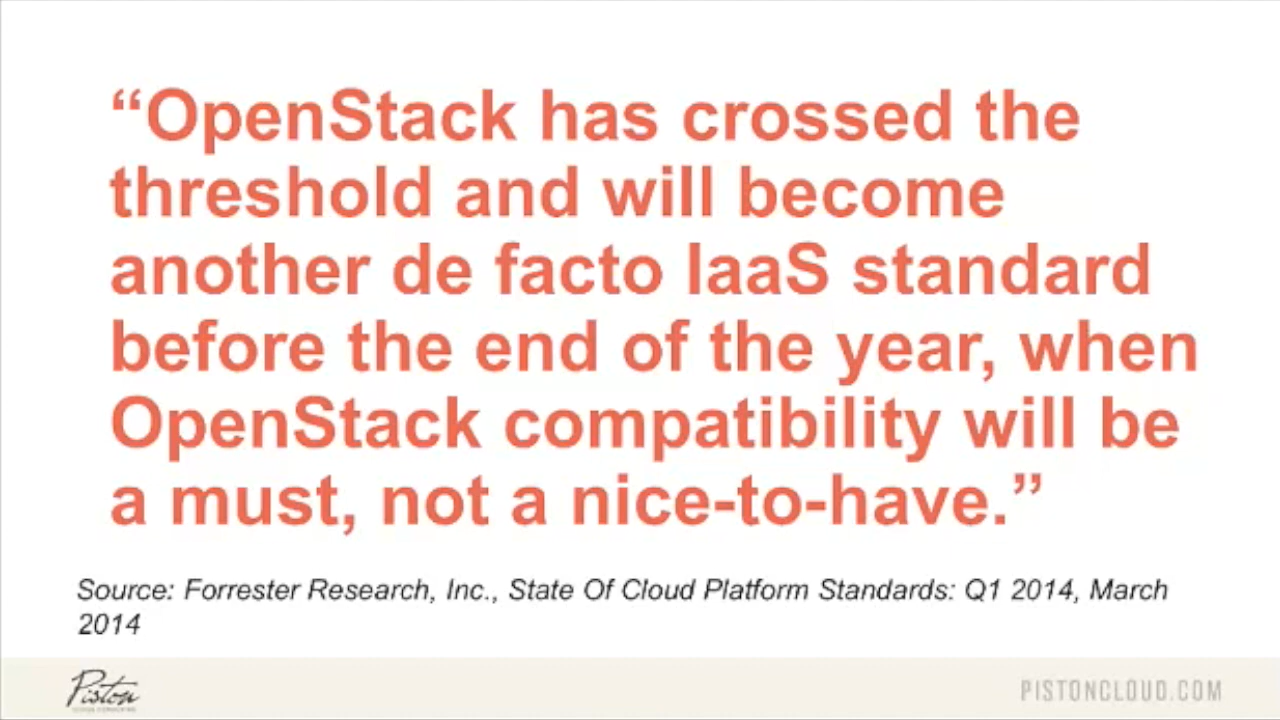 “OpenStack has crossed the
threshold and will become
another de facto IaaS standard
before the end of the year, when
OpenStack compatibility will be
a must, not a nice-to-have.”
Source: Forrester Research, Inc., State Of Cloud Platform Standards: Q1 2014, March
2014
Piston
PISTONCLOUD.COM